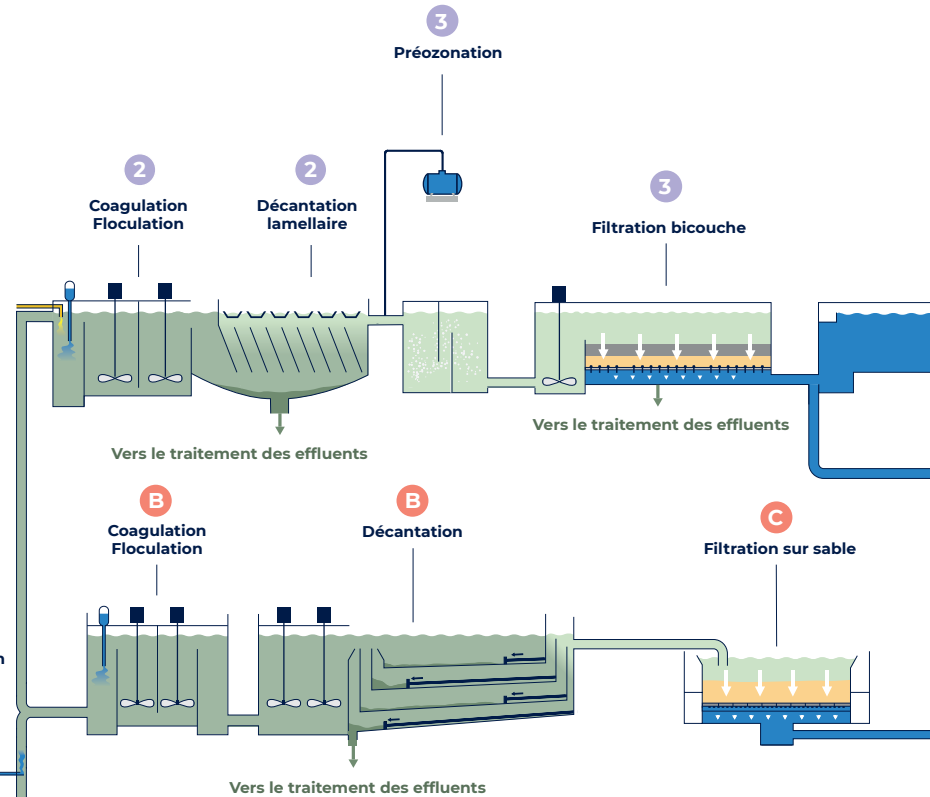 3
Préozonation
2
Coagulation
Floculation
2
Décantation
lamellaire
3
Filtration bicouche
Vers le traitement des effluents
Vers le traitement des effluents
B
Coagulation
Floculation
B
Décantation
C
Filtration sur sable
n
Vers le traitement des effluents